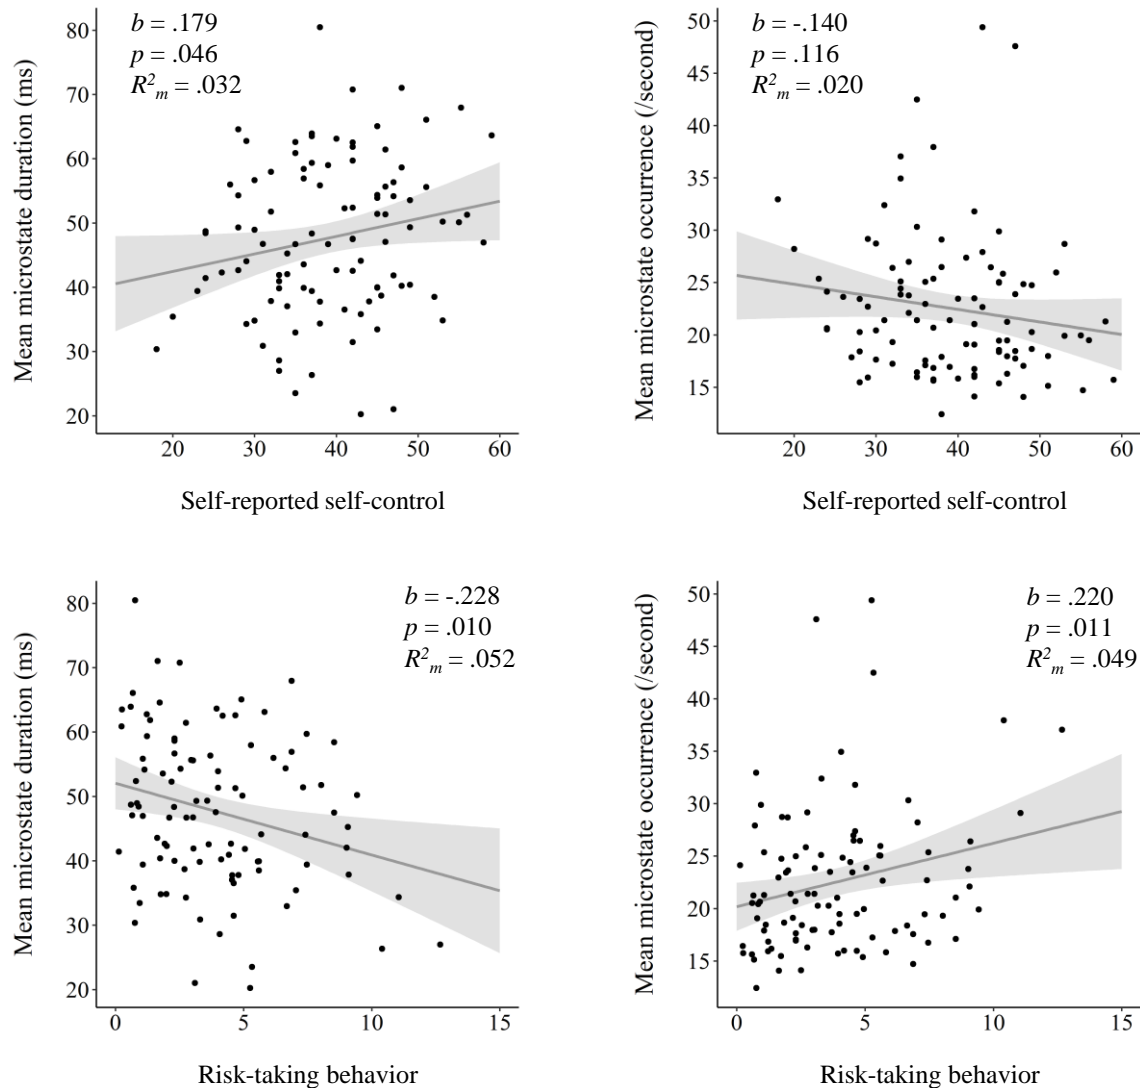 b = .179
p = .046
R²ₘ = .032
Mean microstate duration (ms)
80
70
60
50
40
30
20
20 30 40 50 60
Self-reported self-control
b = -.140
p = .116
R²ₘ = .020
Mean microstate occurrence (/second)
50
45
40
35
30
25
20
15
20 30 40 50 60
Self-reported self-control
b = -.228
p = .010
R²ₘ = .052
Mean microstate duration (ms)
80
70
60
50
40
30
20
0 5 10 15
Risk-taking behavior
b = .220
p = .011
R²ₘ = .049
Mean microstate occurrence (/second)
50
45
40
35
30
25
20
15
0 5 10 15
Risk-taking behavior